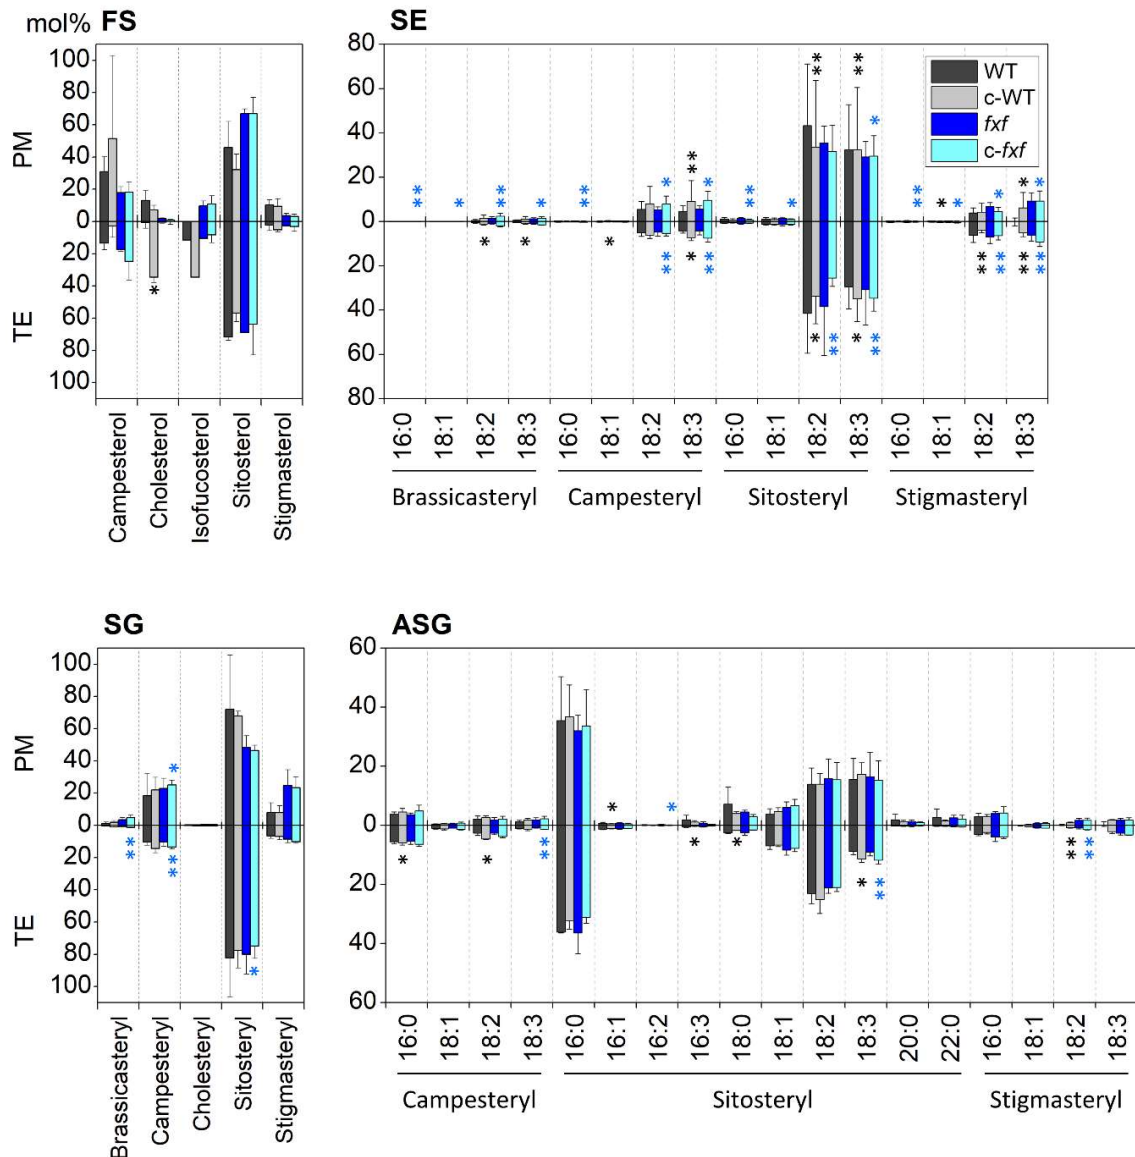 mol% FS
100
80
60
40
20
0
20
40
60
80
100
PM
TE
Campesterol
Cholesterol
Isofucosterol
Sitosterol
Stigmasterol
*
SE
80
60
40
20
0
20
40
60
80
WT
c-WT
fxf
c-fxf
** * ** * ** ** * * ** ** * ** * * * **  * *
* * * ** * ** * ** * ** ** ** ** **
16:0 18:1 18:2 18:3 16:0 18:1 18:2 18:3 16:0 18:1 18:2 18:3 16:0 18:1 18:2 18:3
Brassicasteryl Campesteryl Sitosteryl Stigmasteryl
SG
100
80
60
40
20
0
20
40
60
80
100
PM
TE
*
** ** *
Brassicasteryl
Campesteryl
Cholesteryl
Sitosteryl
Stigmasteryl
ASG
60
40
20
0
20
40
60
* *
* * ** * * * ** ** **
16:0 18:1 18:2 18:3 16:0 16:1 16:2 16:3 18:0 18:1 18:2 18:3 20:0 22:0 16:0 18:1 18:2 18:3
Campesteryl Sitosteryl Stigmasteryl